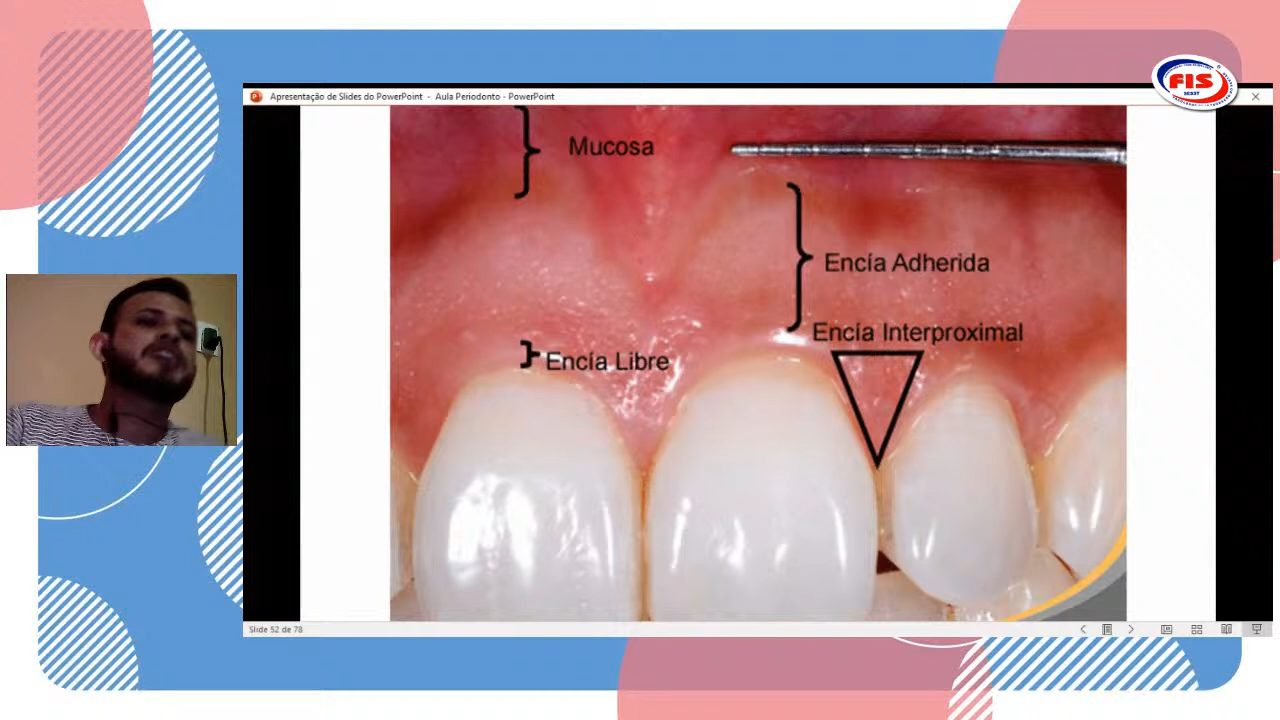 FIS
SESST
Apresentação de Slides do PowerPoint - Aula Periodonto - PowerPoint
Mucosa
Encía Adherida
Encía Interproximal
Encía Libre
Slide 52 de 78